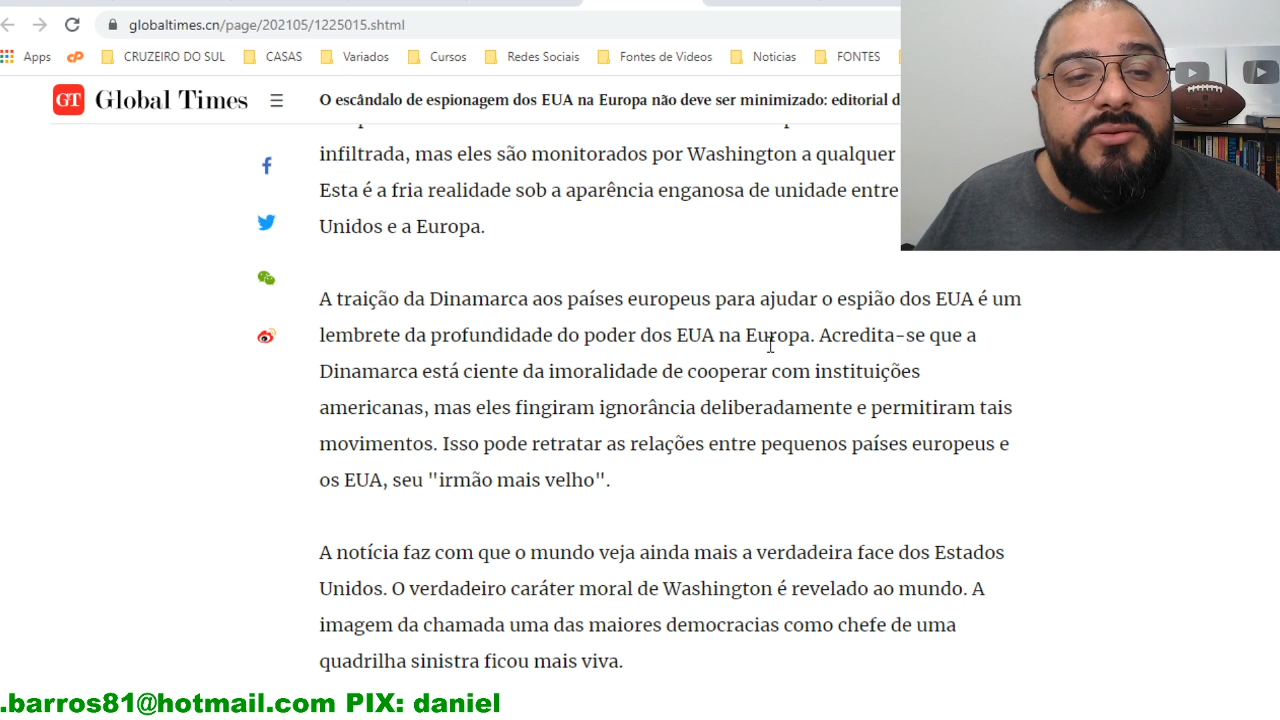 globaltimes.cn/page/202105/1225015.shtml
Apps CRUZEIRO DO SUL CASAS Variados Cursos Redes Sociais Fontes de Videos Noticias FONTES
GT Global Times O escândalo de espionagem dos EUA na Europa não deve ser minimizado: editorial d
infiltrada, mas eles são monitorados por Washington a qualquer
Esta é a fria realidade sob a aparência enganosa de unidade entre
Unidos e a Europa.
A traição da Dinamarca aos países europeus para ajudar o espião dos EUA é um
lembrete da profundidade do poder dos EUA na Europa. Acredita-se que a
Dinamarca está ciente da imoralidade de cooperar com instituições
americanas, mas eles fingiram ignorância deliberadamente e permitiram tais
movimentos. Isso pode retratar as relações entre pequenos países europeus e
os EUA, seu "irmão mais velho".
A notícia faz com que o mundo veja ainda mais a verdadeira face dos Estados
Unidos. O verdadeiro caráter moral de Washington é revelado ao mundo. A
imagem da chamada uma das maiores democracias como chefe de uma
quadrilha sinistra ficou mais viva.
.barros81@hotmail.com PIX: daniel